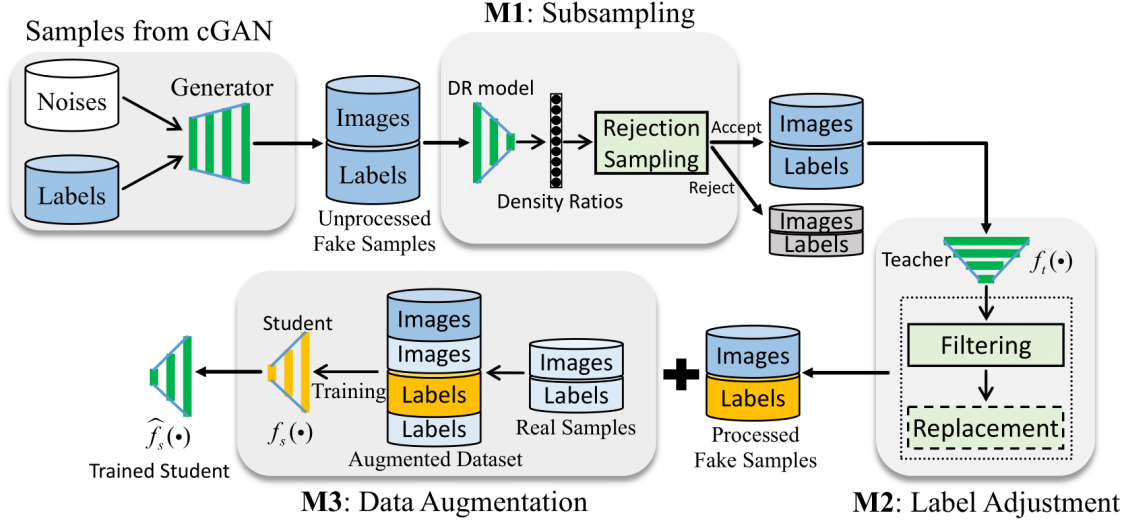 Samples from cGAN
Noises
Labels
Generator
Images
Labels
Unprocessed
Fake Samples
M1: Subsampling
DR model
Density Ratios
Rejection
Sampling
Accept
Reject
Images
Labels
Images
Labels
Teacher
f_t(•)
Filtering
Replacement
M2: Label Adjustment
Images
Labels
Processed
Fake Samples
Images
Labels
Real Samples
Images
Images
Labels
Labels
Augmented Dataset
Training
Student
f_s(•)
M3: Data Augmentation
f̂_s(•)
Trained Student